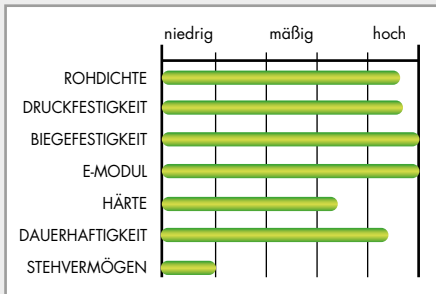 niedrig mäßig hoch
ROHDICHTE
DRUCKFESTIGKEIT
BIEGEFESTIGKEIT
E-MODUL
HÄRTE
DAUERHAFTIGKEIT
STEHVERMÖGEN